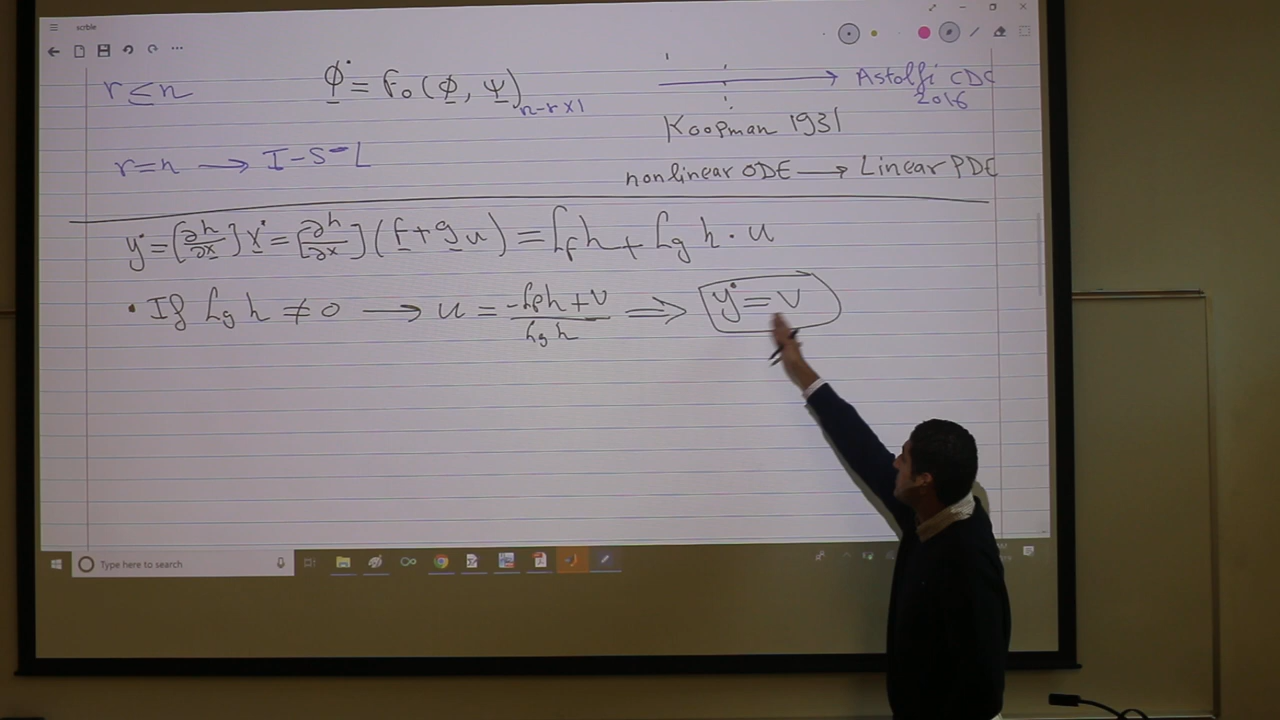 scrble
r ≤ n
φ̇ = F₀(φ, ψ) n-r×1
Astolfi CDC
2016
Koopman 1931
r=n → I-S-L
nonlinear ODE → Linear PDE
ẏ = [∂h/∂x] ẋ = [∂h/∂x] (f + g u) = L_f h + L_g h · u
• If L_g h ≠ 0 → u = (-L_f h + v)/(L_g h) ⇒ ẏ = v
Type here to search